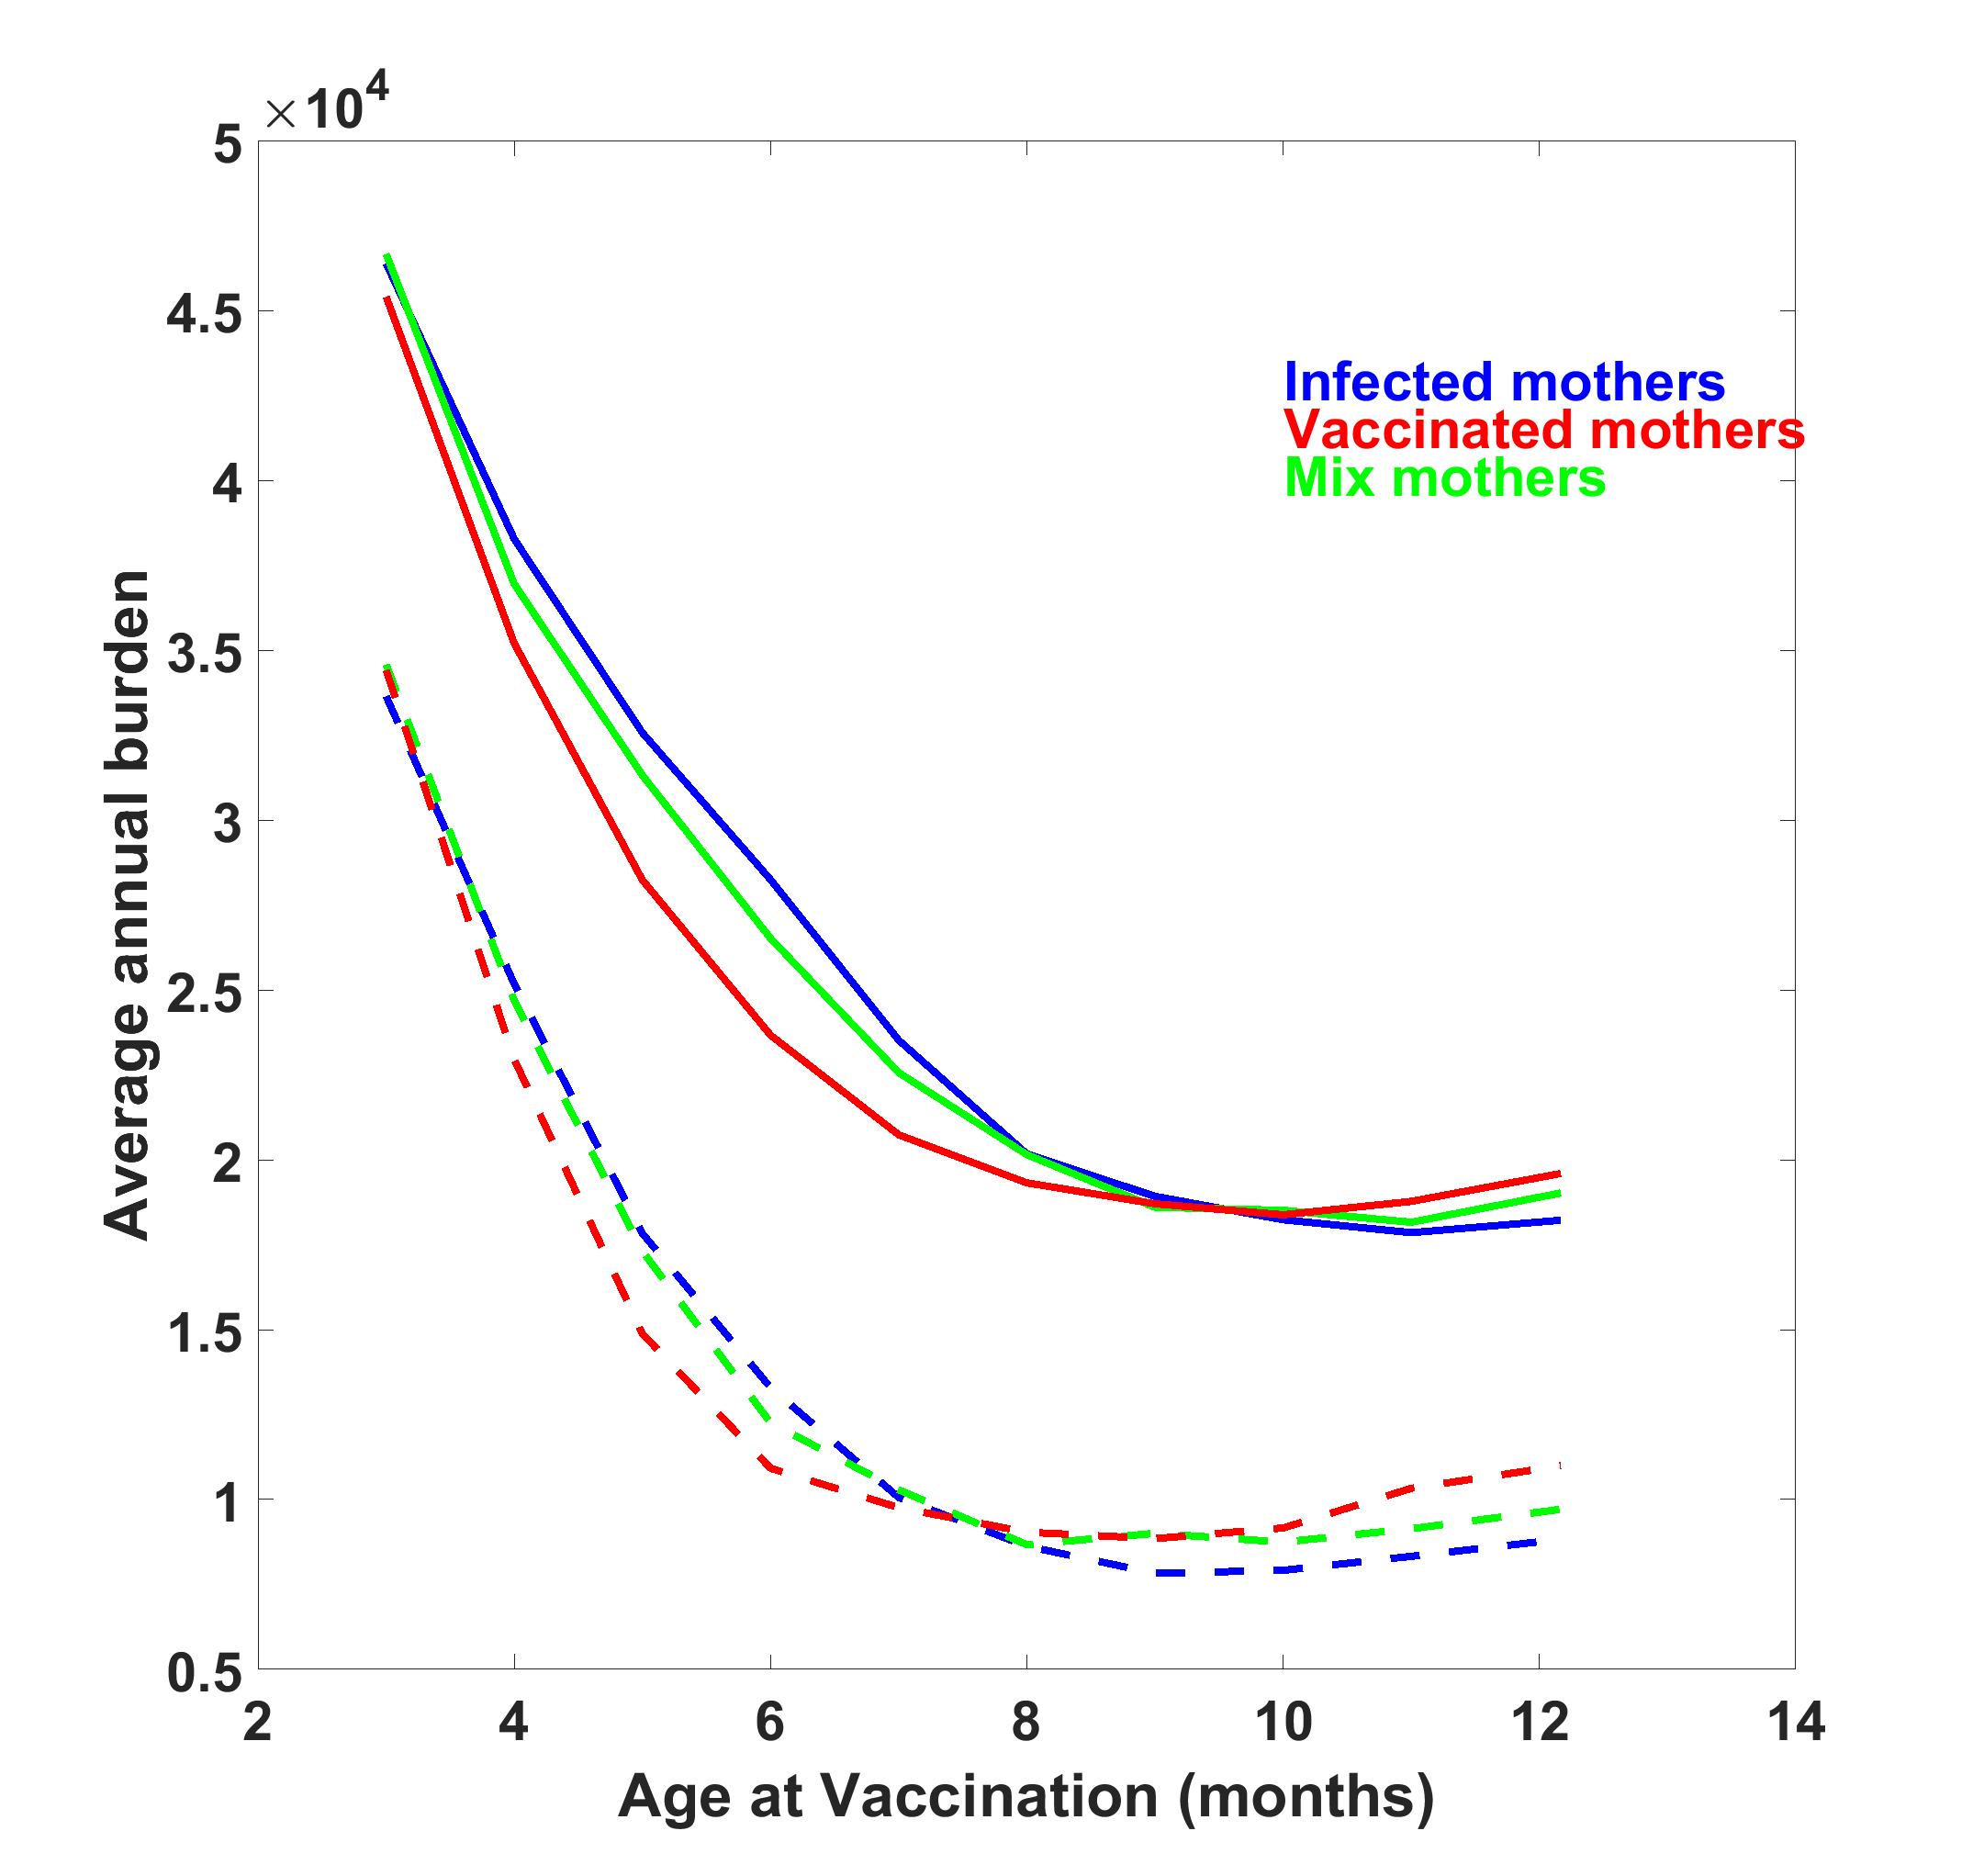 ×10^4
5
4.5
4
3.5
3
2.5
2
1.5
1
0.5
Average annual burden
Infected mothers
Vaccinated mothers
Mix mothers
2 4 6 8 10 12 14
Age at Vaccination (months)